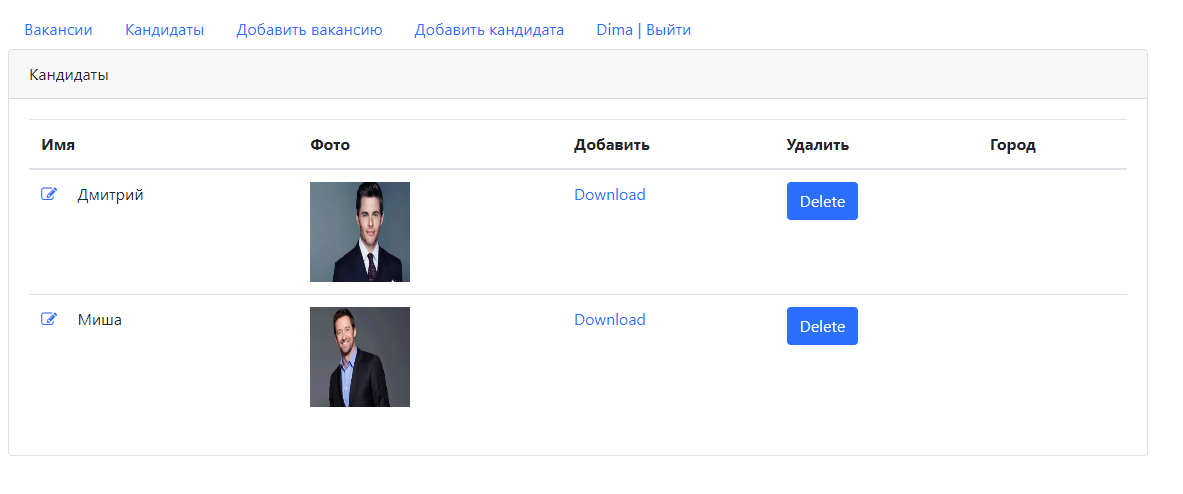 Вакансии Кандидаты Добавить вакансию Добавить кандидата Dima | Выйти
Кандидаты
Имя Фото Добавить Удалить Город
Дмитрий Download Delete
Миша Download Delete